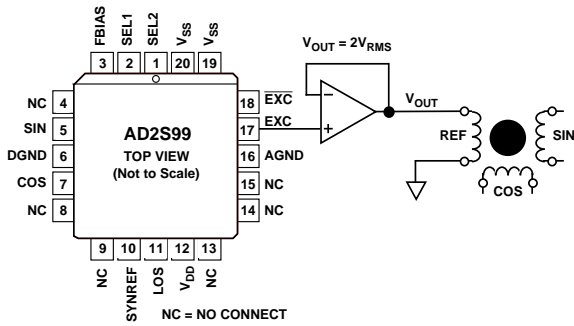 FBIAS
SEL1
SEL2
VSS
VSS
3 2 1 20 19
NC 4
SIN 5
DGND 6
COS 7
NC 8
AD2S99
TOP VIEW
(Not to Scale)
18 EXC
17 EXC
16 AGND
15 NC
14 NC
9 10 11 12 13
NC
SYNREF
LOS
VDD
NC
NC = NO CONNECT
VOUT = 2VRMS
–
+
VOUT
REF
SIN
COS